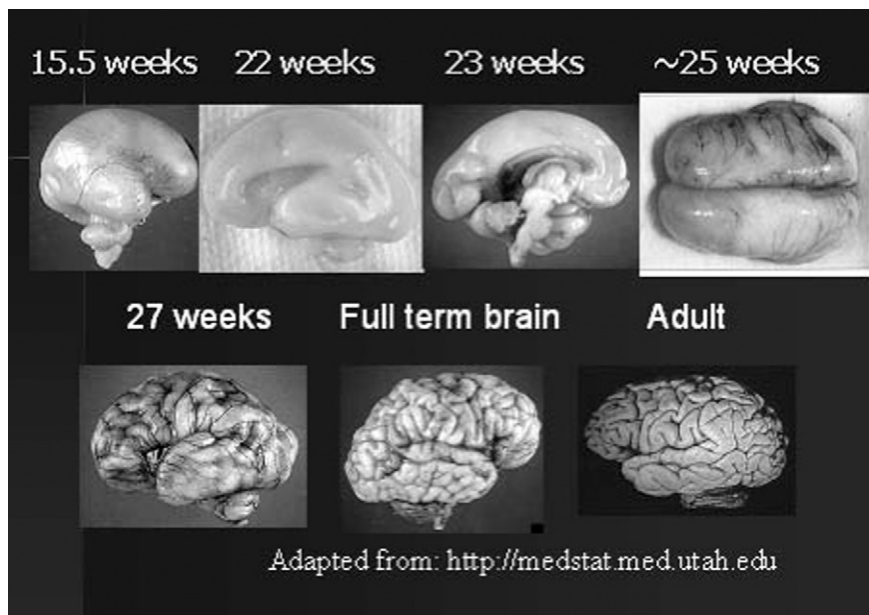 15.5 weeks 22 weeks 23 weeks ~25 weeks
27 weeks Full term brain Adult
Adapted from: http://medstat.med.utah.edu